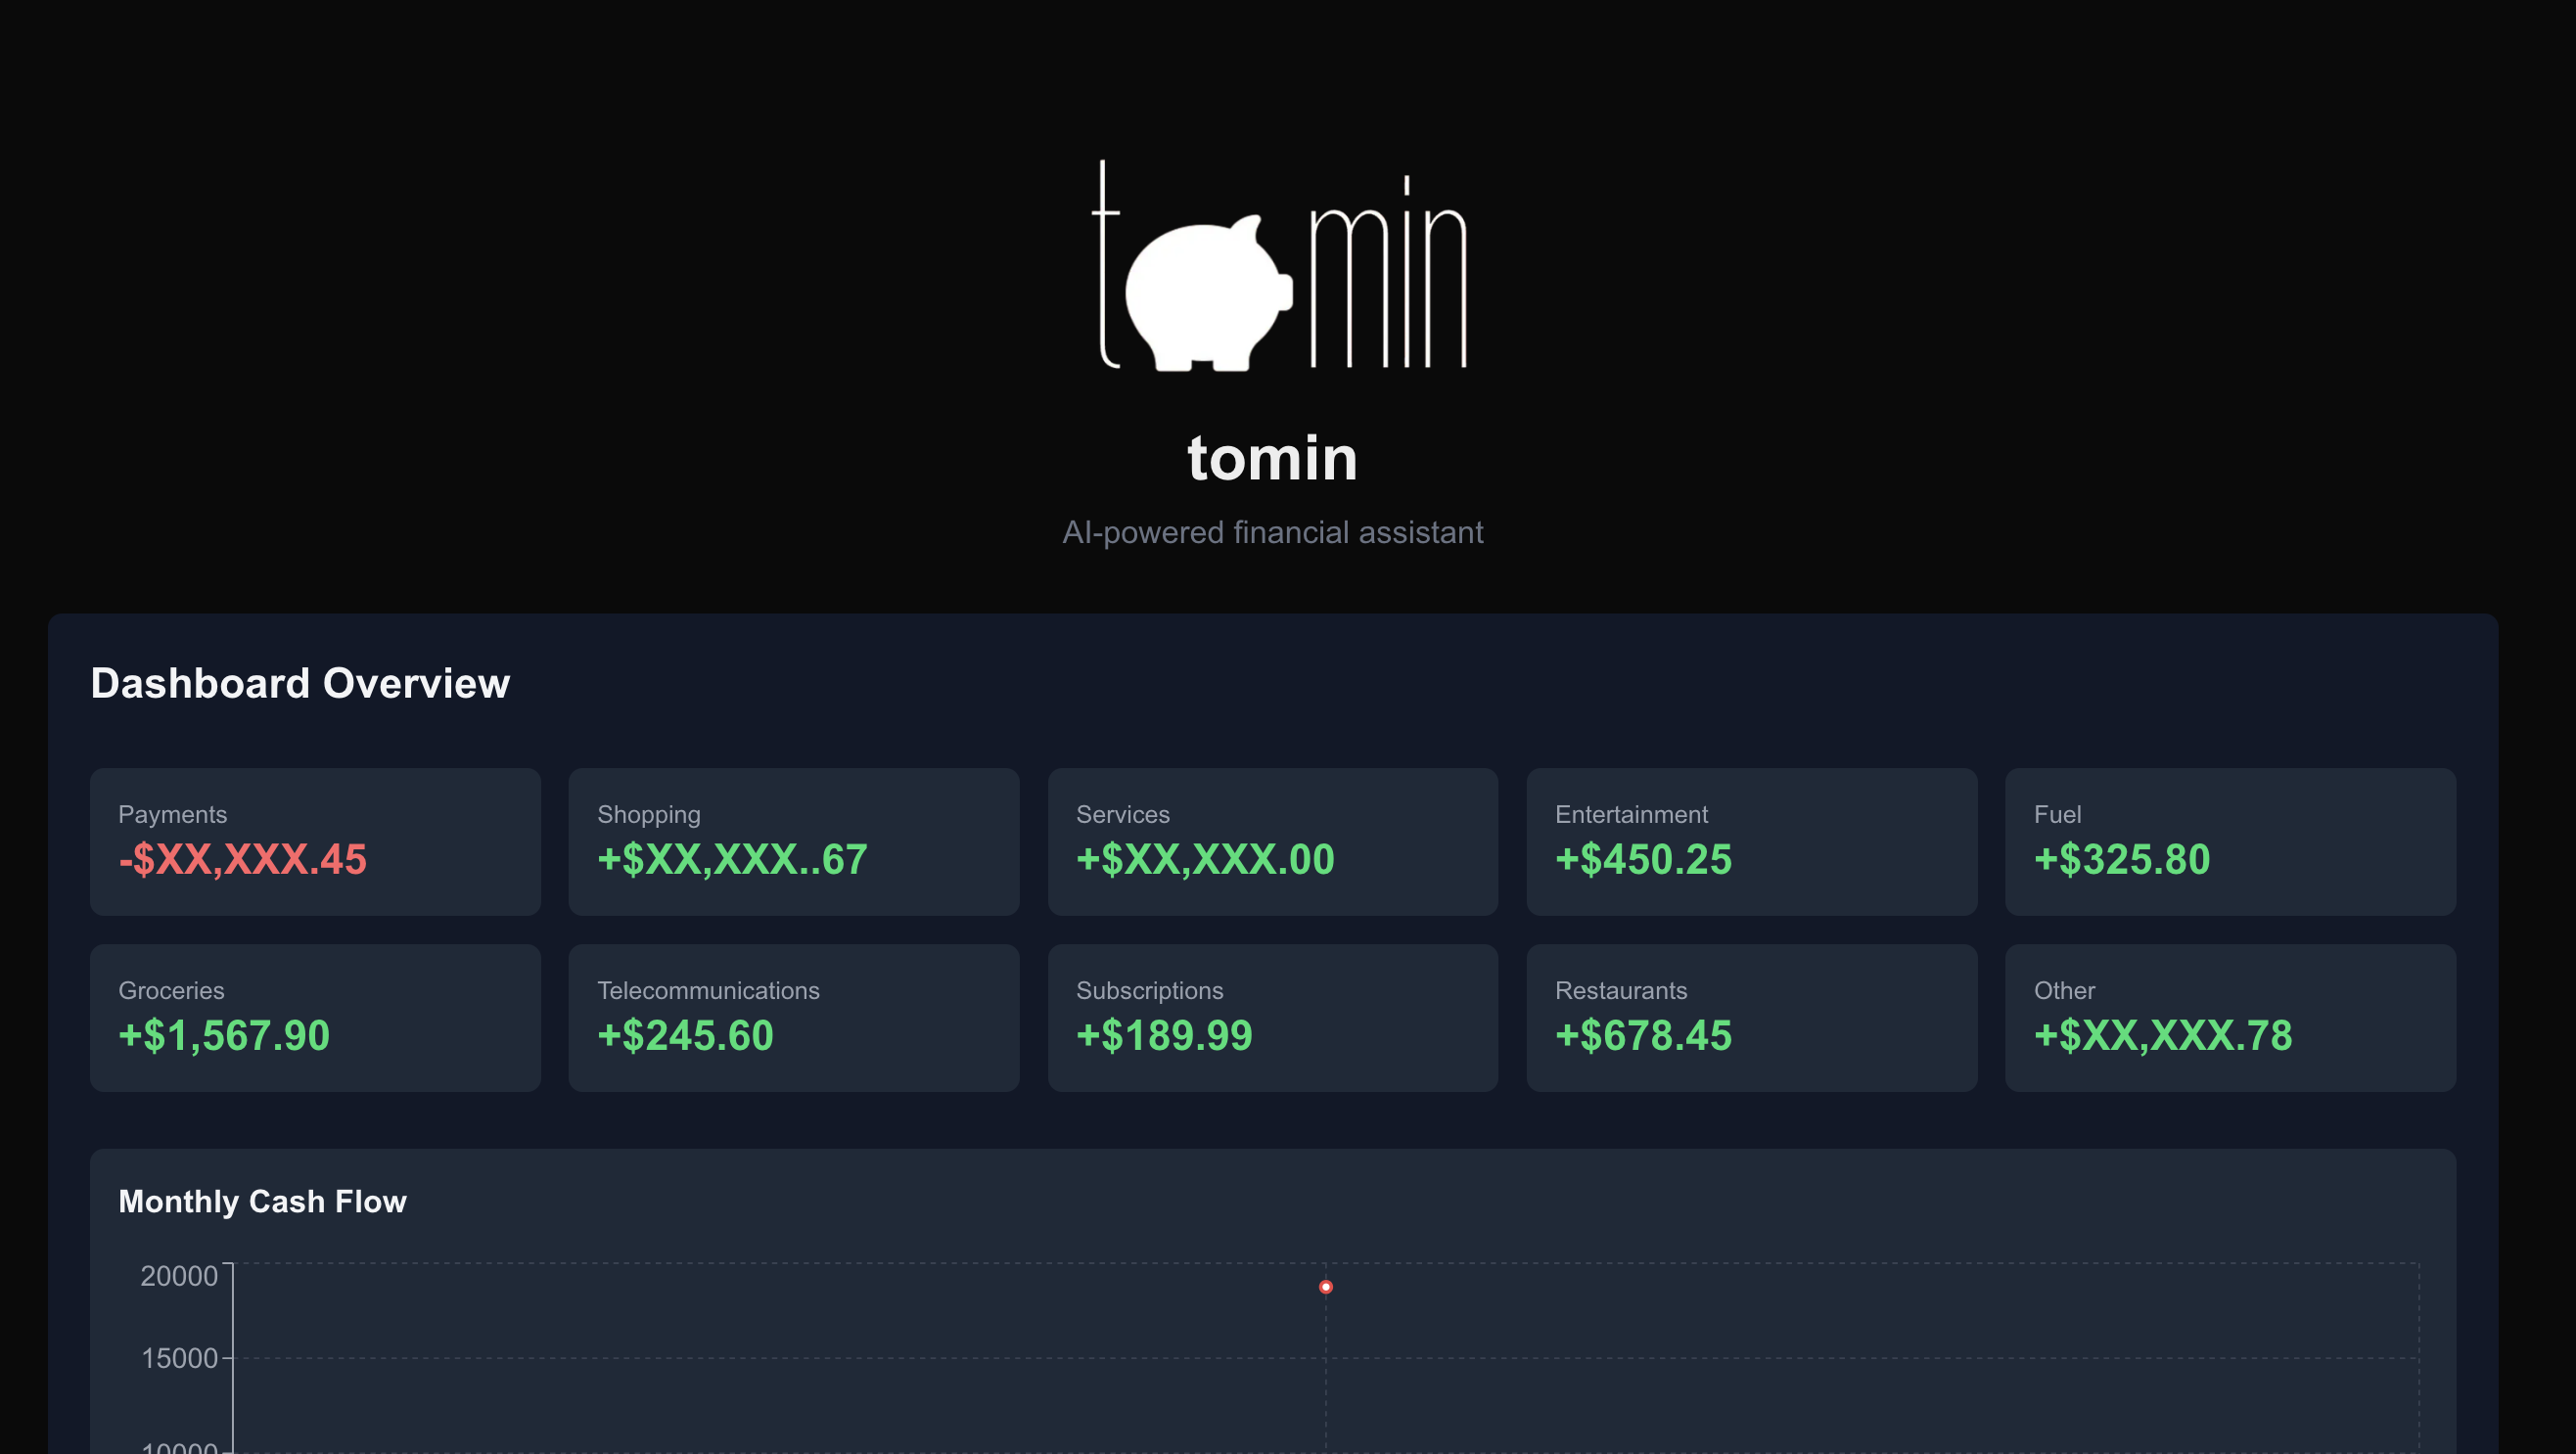 tomin
tomin
AI-powered financial assistant
Dashboard Overview
Payments
-$XX,XXX.45
Shopping
+$XX,XXX..67
Services
+$XX,XXX.00
Entertainment
+$450.25
Fuel
+$325.80
Groceries
+$1,567.90
Telecommunications
+$245.60
Subscriptions
+$189.99
Restaurants
+$678.45
Other
+$XX,XXX.78
Monthly Cash Flow
20000
15000
10000